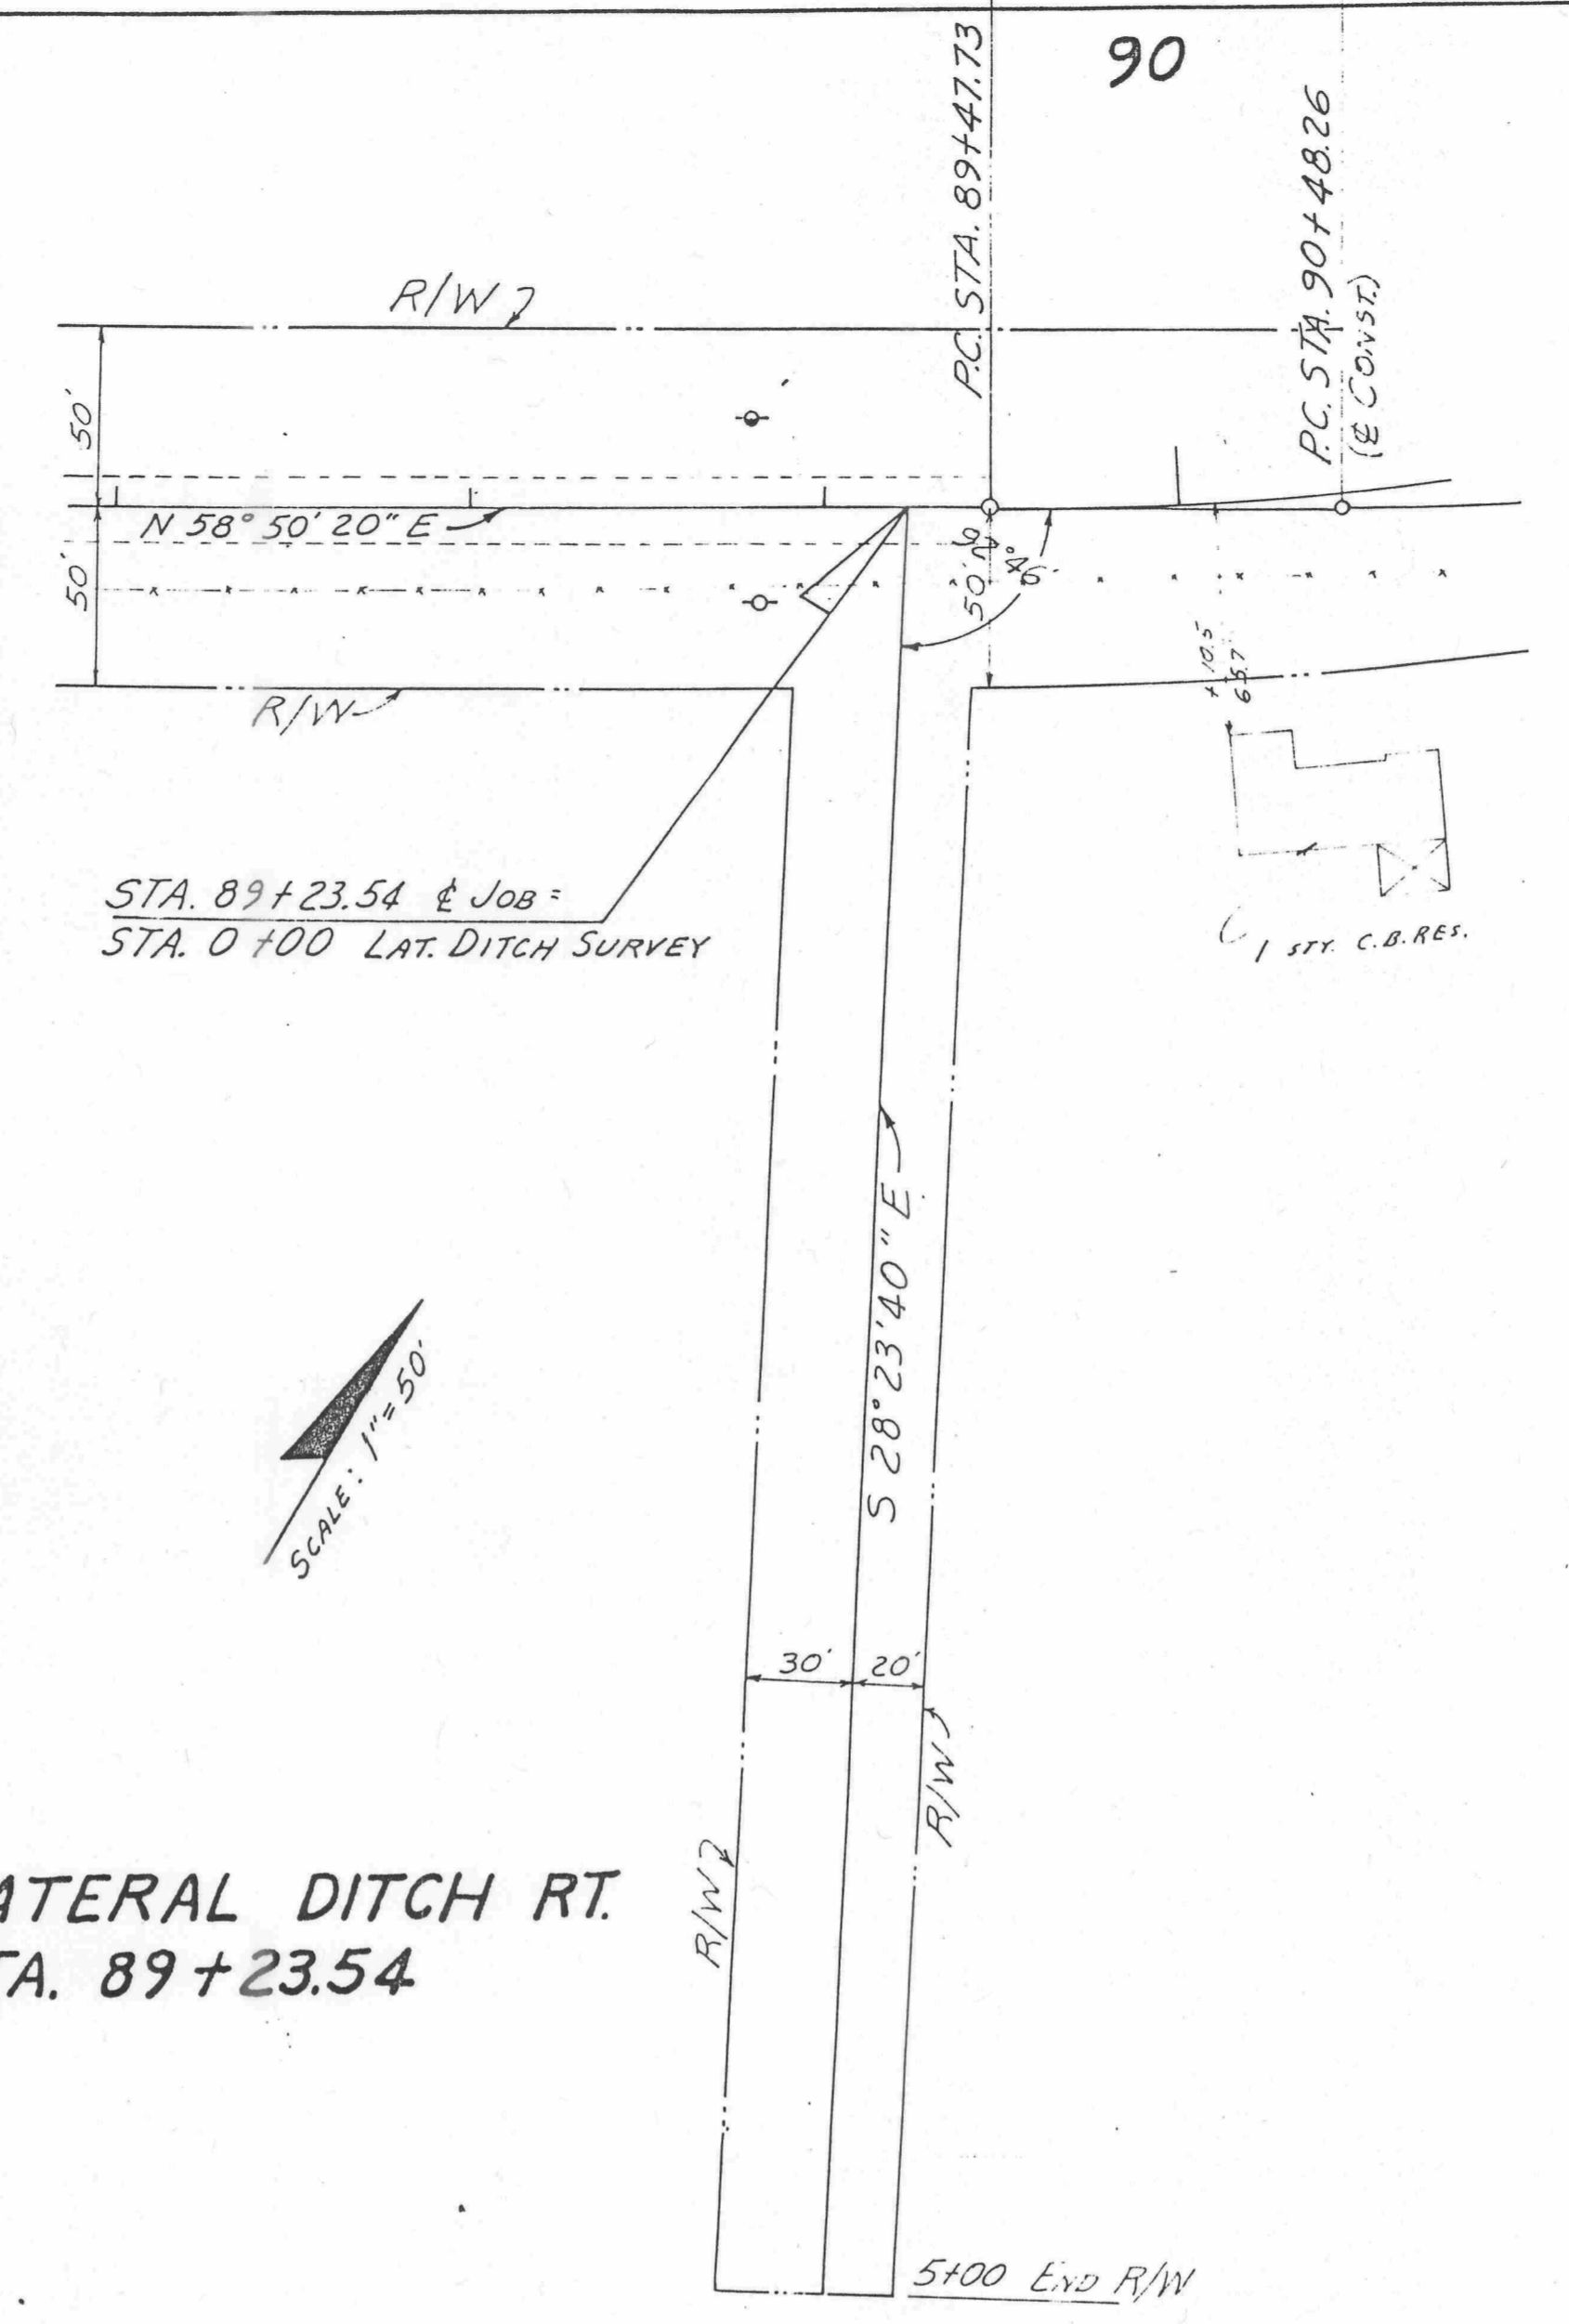 90
P.C. STA. 89+47.73
P.C. STA. 90+48.26
(₵ CONST.)
R/W
50'
N 58° 50' 20" E
50'
50'
92°46'
+10.5
65.7
R/W
STA. 89+23.54 ₵ JOB =
STA. 0+00 LAT. DITCH SURVEY
1 STY. C.B. RES.
S 28° 23' 40" E
SCALE: 1"=50'
30'
20'
R/W
R/W
ATERAL DITCH RT.
TA. 89+23.54
5+00 END R/W